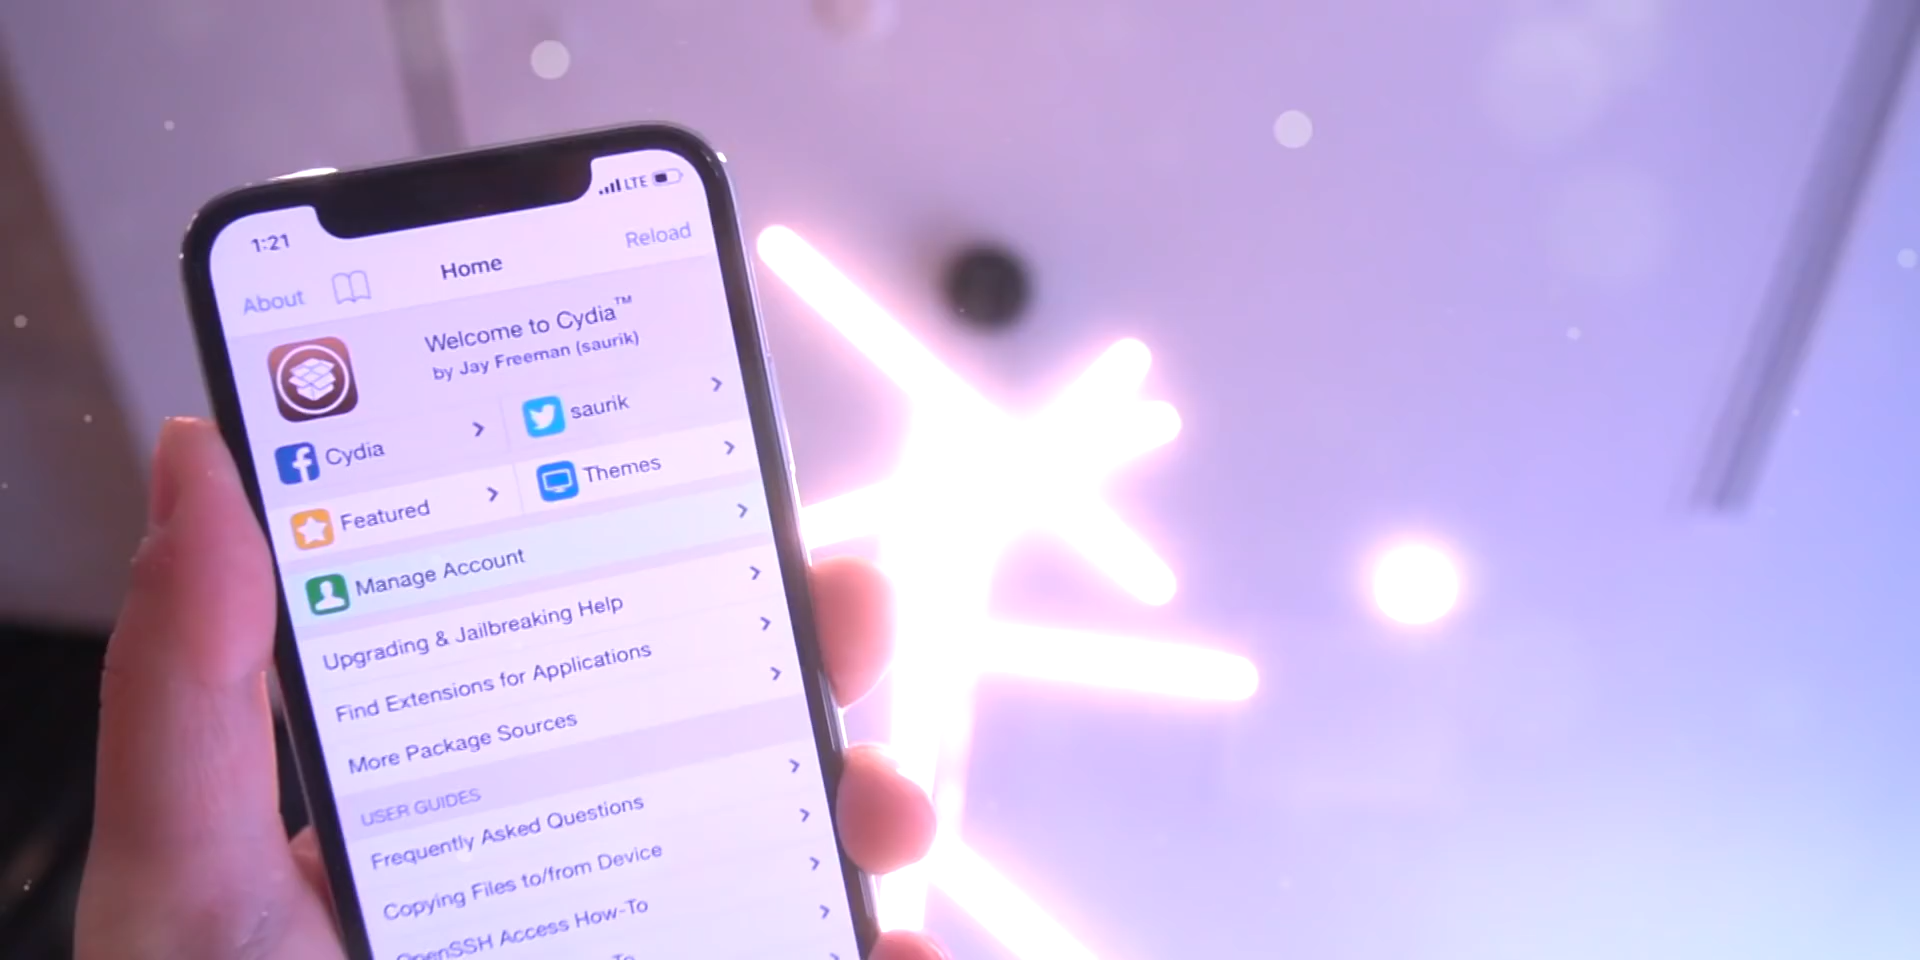 1:21 LTE
About Home Reload
Welcome to Cydia™
by Jay Freeman (saurik)
Cydia saurik
Featured Themes
Manage Account
Upgrading & Jailbreaking Help
Find Extensions for Applications
More Package Sources
USER GUIDES
Frequently Asked Questions
Copying Files to/from Device
OpenSSH Access How-To
To